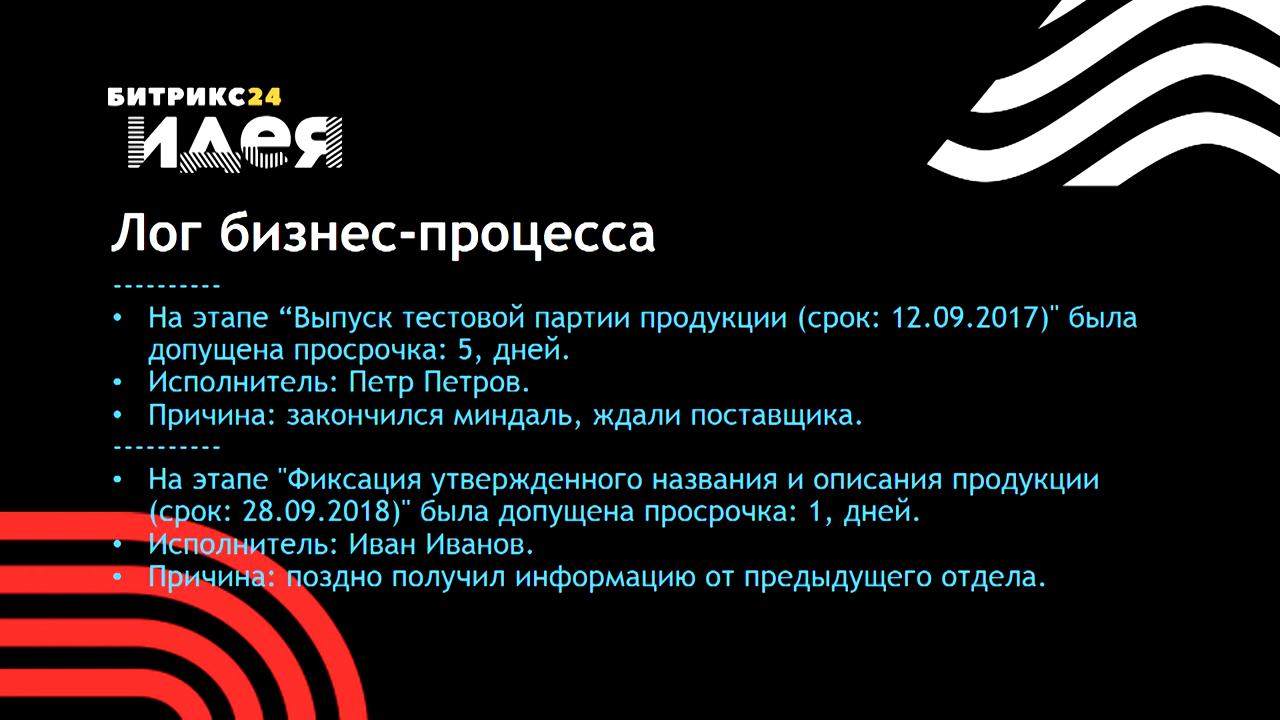 БИТРИКС24
идея
Лог бизнес-процесса
----------
• На этапе “Выпуск тестовой партии продукции (срок: 12.09.2017)" была
допущена просрочка: 5, дней.
• Исполнитель: Петр Петров.
• Причина: закончился миндаль, ждали поставщика.
----------
• На этапе "Фиксация утвержденного названия и описания продукции
(срок: 28.09.2018)" была допущена просрочка: 1, дней.
• Исполнитель: Иван Иванов.
• Причина: поздно получил информацию от предыдущего отдела.